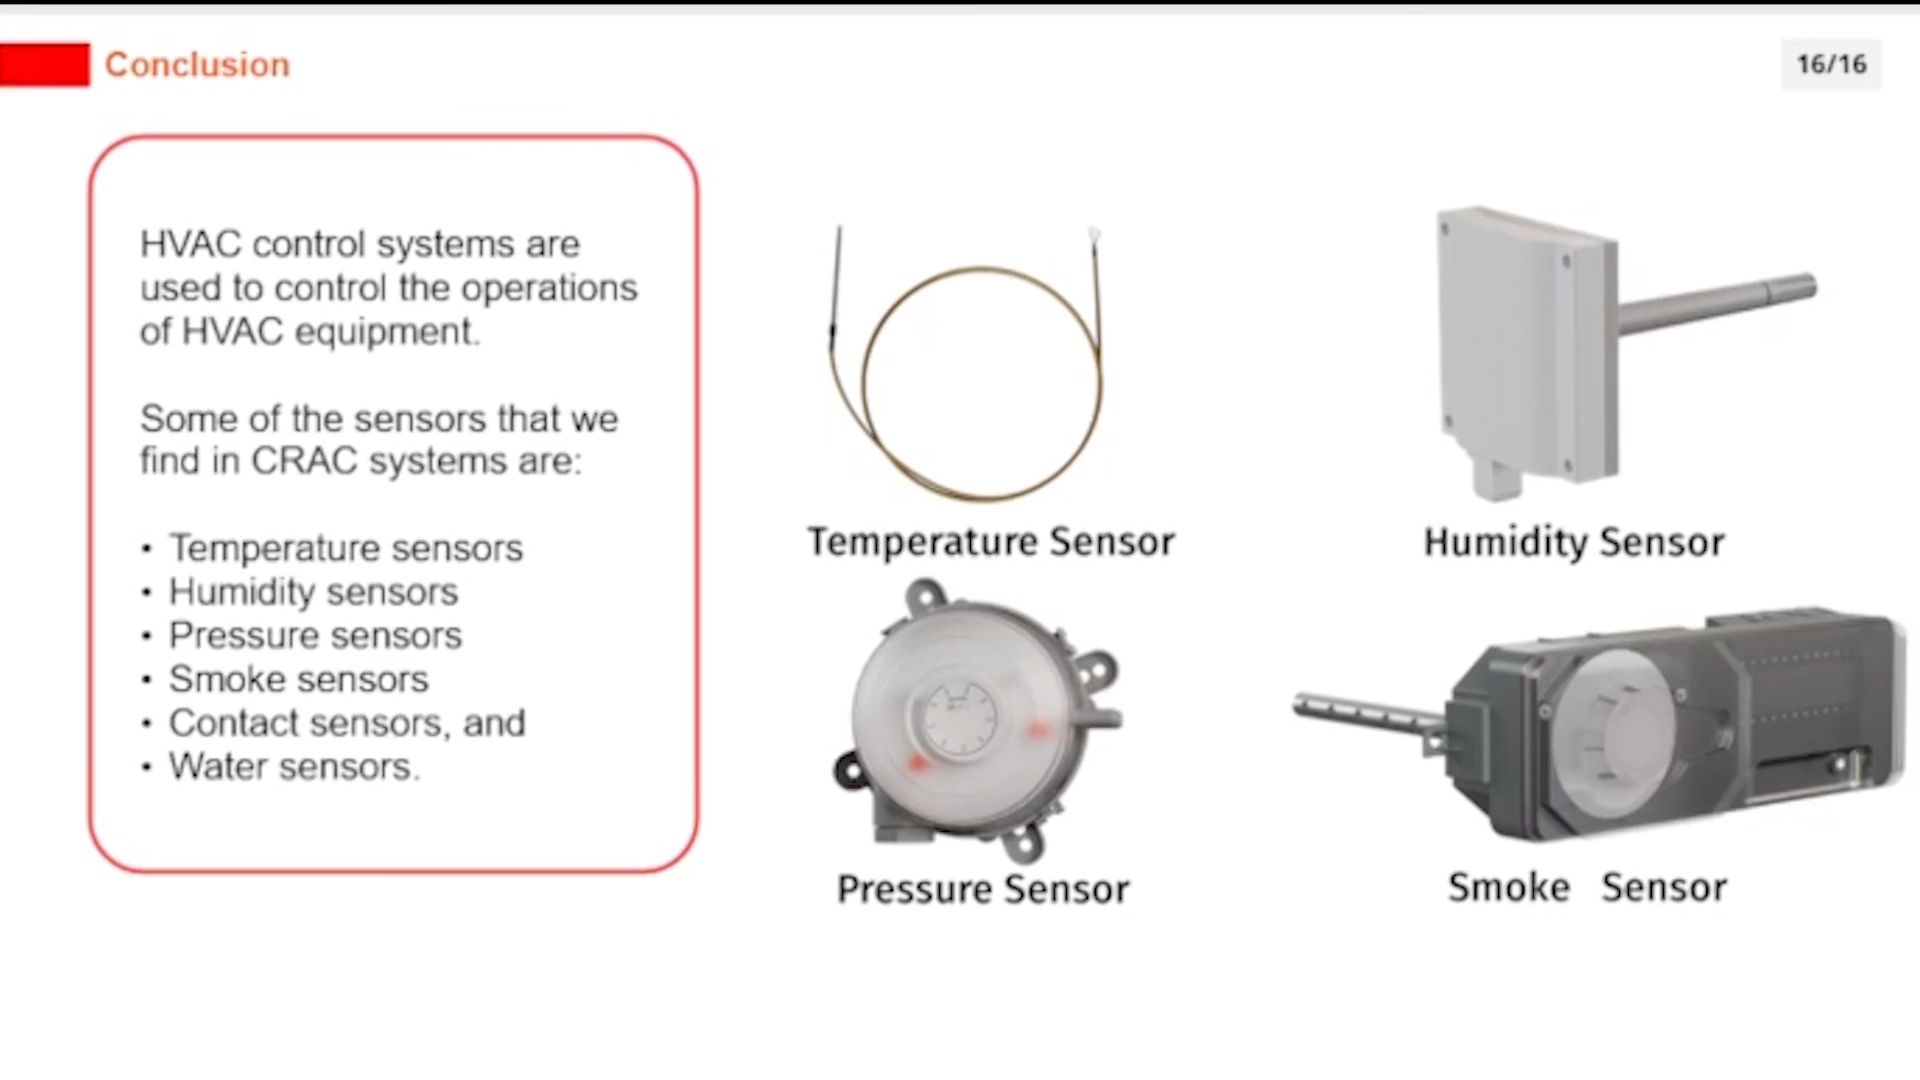 Conclusion
16/16
HVAC control systems are
used to control the operations
of HVAC equipment.
Some of the sensors that we
find in CRAC systems are:
• Temperature sensors
• Humidity sensors
• Pressure sensors
• Smoke sensors
• Contact sensors, and
• Water sensors.
Temperature Sensor
Humidity Sensor
Pressure Sensor
Smoke Sensor